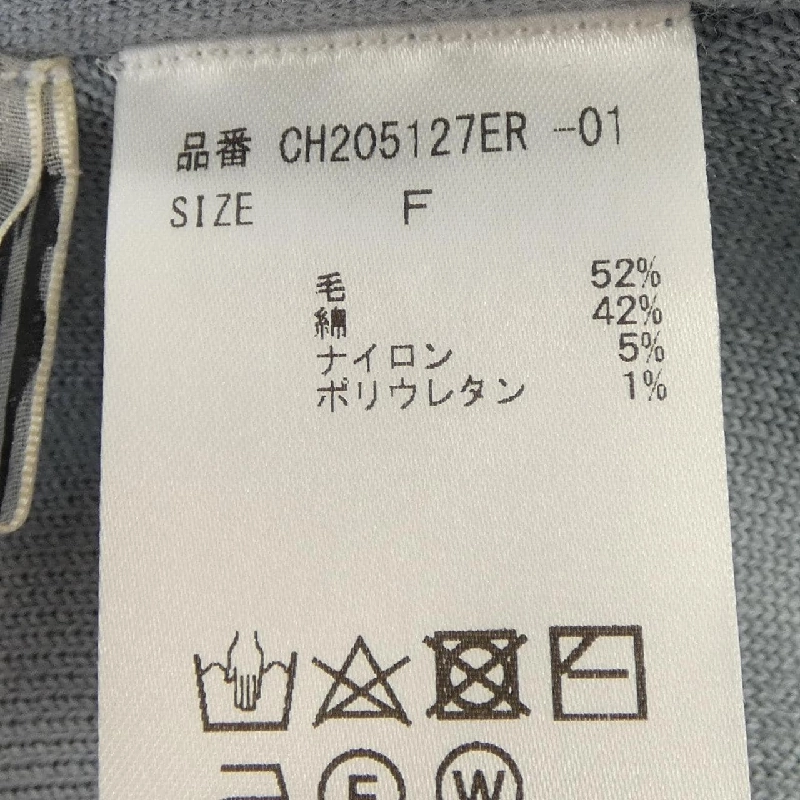 品番 CH205127ER -01
SIZE F
毛 52%
綿 42%
ナイロン 5%
ポリウレタン 1%
F W